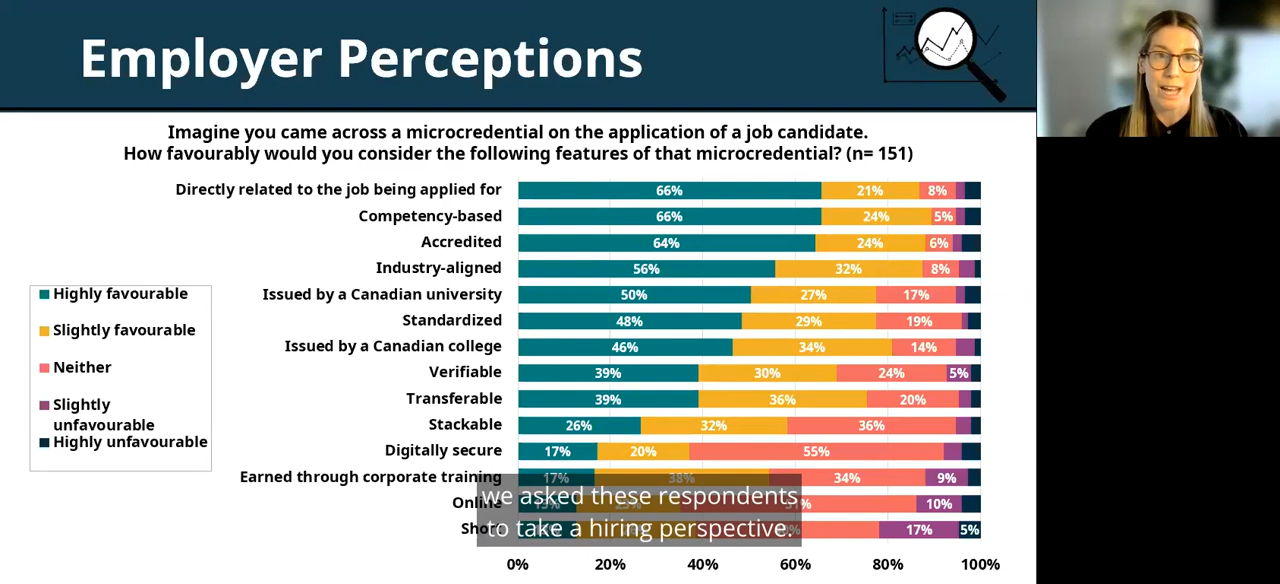 Employer Perceptions
Imagine you came across a microcredential on the application of a job candidate.
How favourably would you consider the following features of that microcredential? (n= 151)
Directly related to the job being applied for 66% 21% 8%
Competency-based 66% 24% 5%
Accredited 64% 24% 6%
Industry-aligned 56% 32% 8%
Issued by a Canadian university 50% 27% 17%
Standardized 48% 29% 19%
Issued by a Canadian college 46% 34% 14%
Verifiable 39% 30% 24% 5%
Transferable 39% 36% 20%
Stackable 26% 32% 36%
Digitally secure 17% 20% 55%
Earned through corporate training 17% 38% 34% 9%
Online 10%
17% 5%
Highly favourable
Slightly favourable
Neither
Slightly
unfavourable
Highly unfavourable
we asked these respondents
to take a hiring perspective.
0% 20% 40% 60% 80% 100%